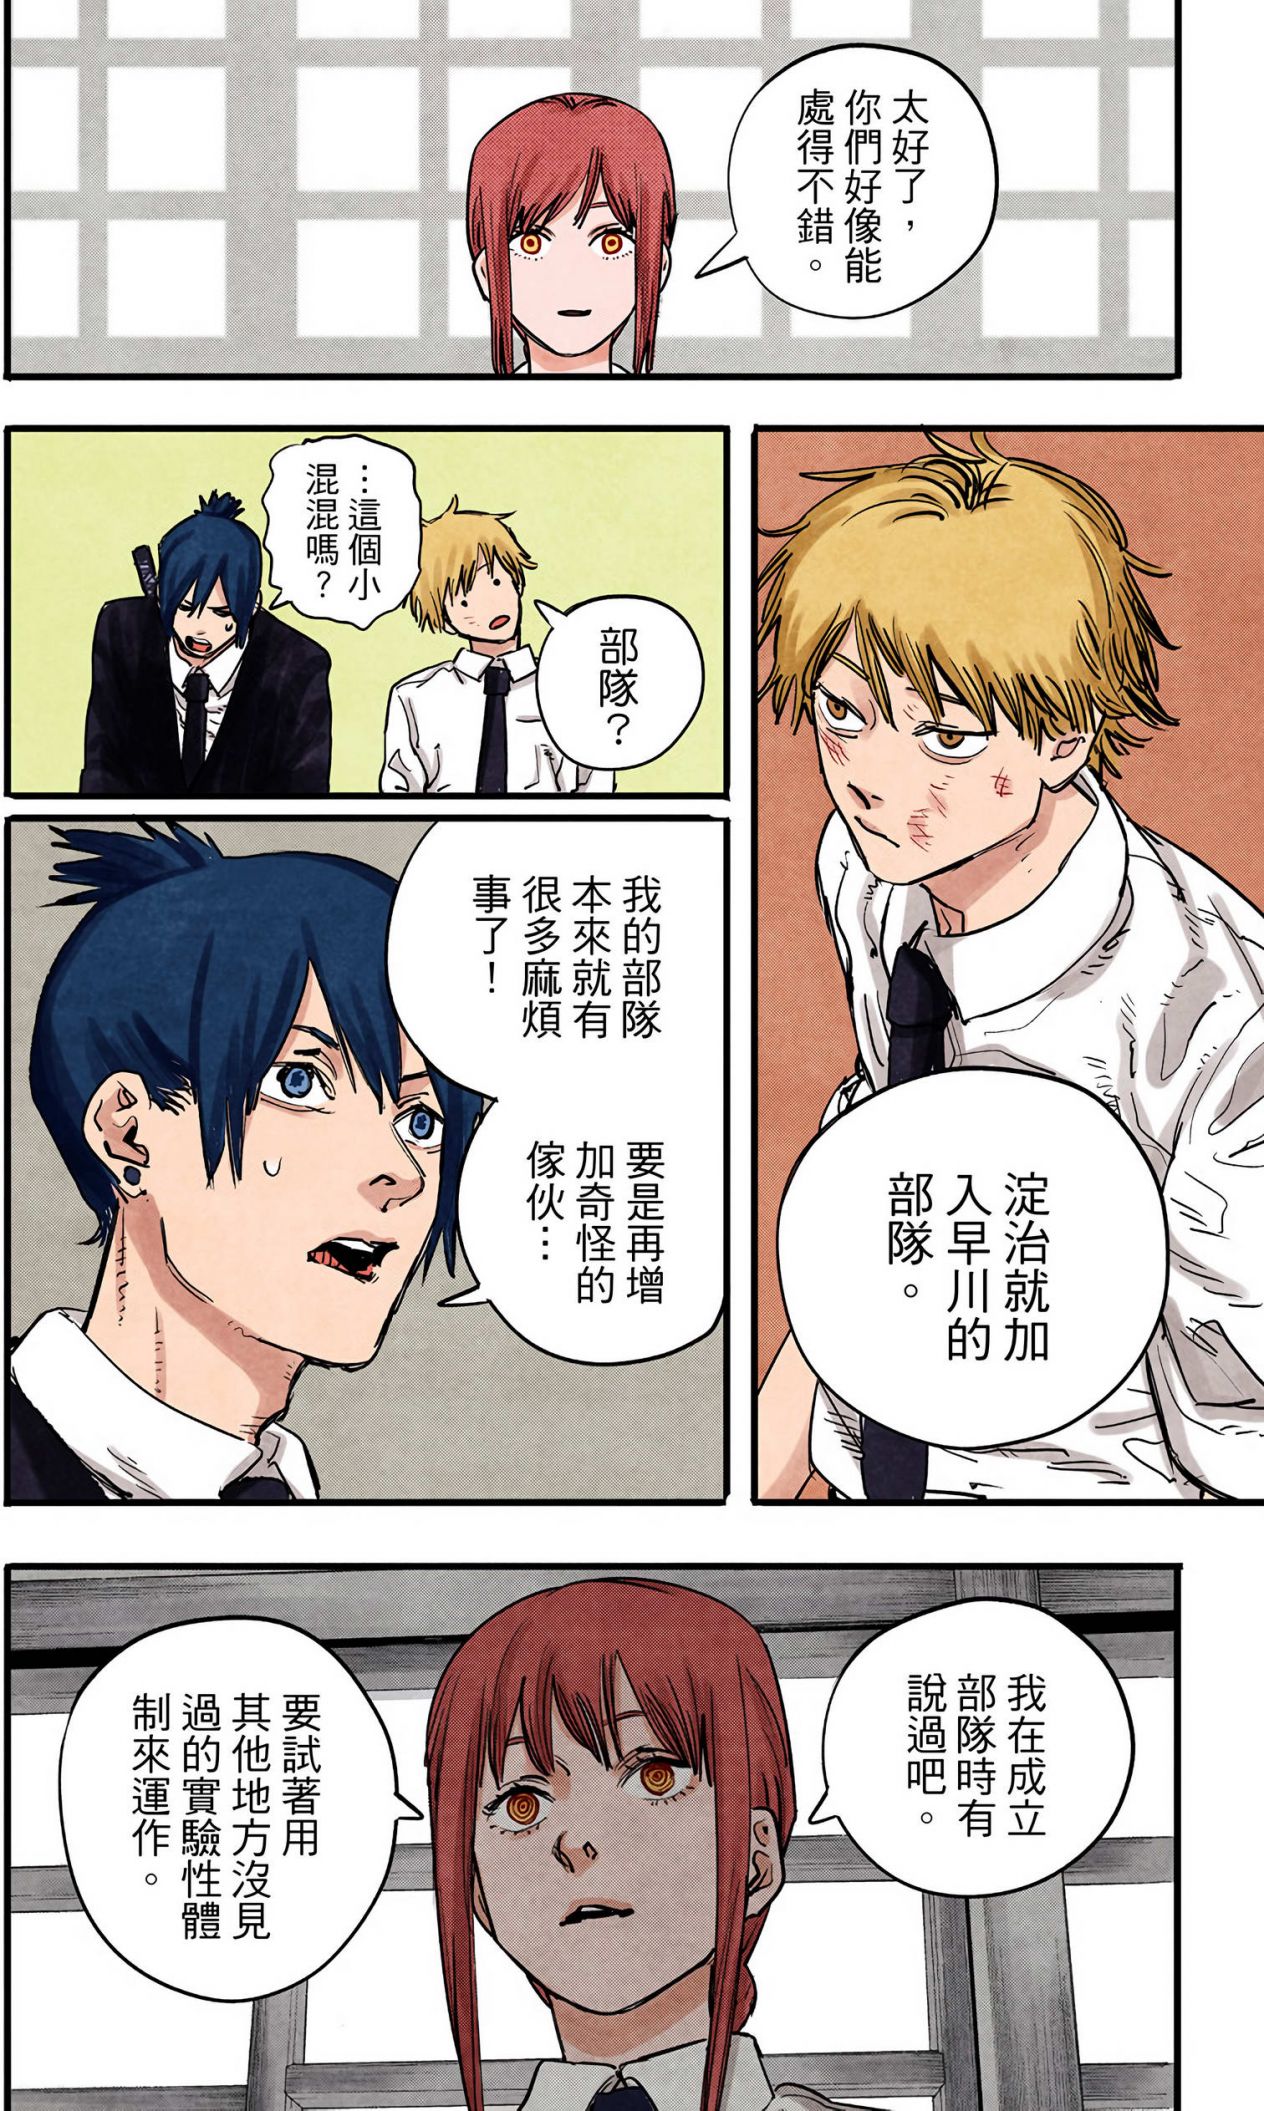 太好了，
你們好像能
處得不錯。
淀治就加
入早川的
部隊。
部隊？
…這個小
混混嗎？
我的部隊
本來就有
很多麻煩
事了！
要是再增
加奇怪的
傢伙…
我在成立
部隊時有
說過吧。
要試著用
其他地方沒見
過的實驗性體
制來運作。